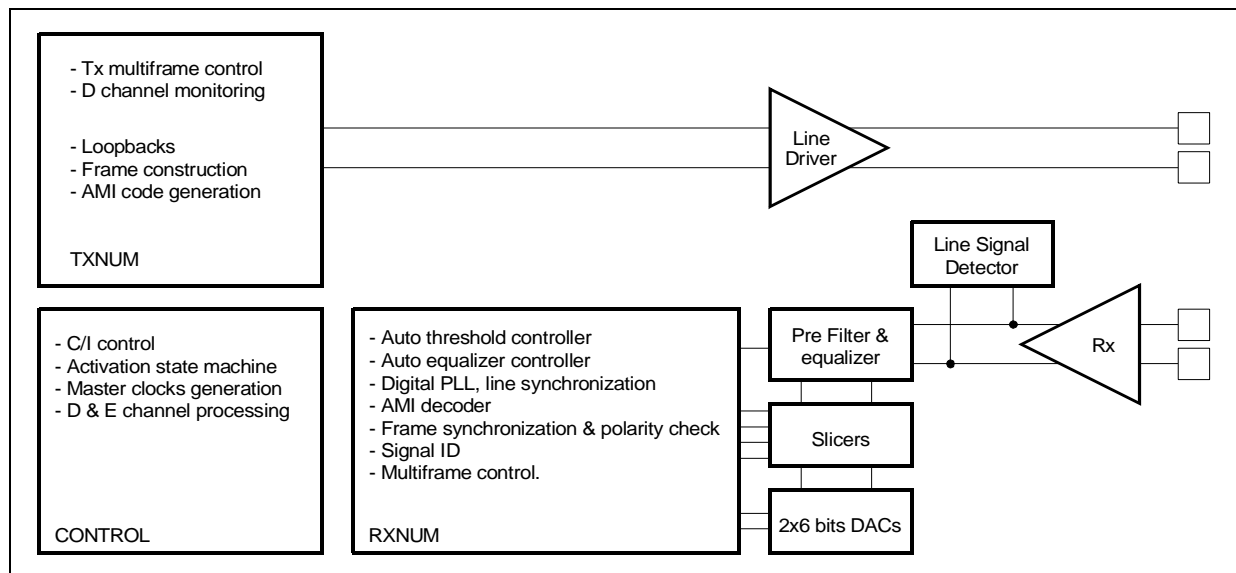 - Tx multiframe control
- D channel monitoring
- Loopbacks
- Frame construction
- AMI code generation
TXNUM
Line
Driver
Line Signal
Detector
- C/I control
- Activation state machine
- Master clocks generation
- D & E channel processing
CONTROL
- Auto threshold controller
- Auto equalizer controller
- Digital PLL, line synchronization
- AMI decoder
- Frame synchronization & polarity check
- Signal ID
- Multiframe control.
RXNUM
Pre Filter &
equalizer
Rx
Slicers
2x6 bits DACs